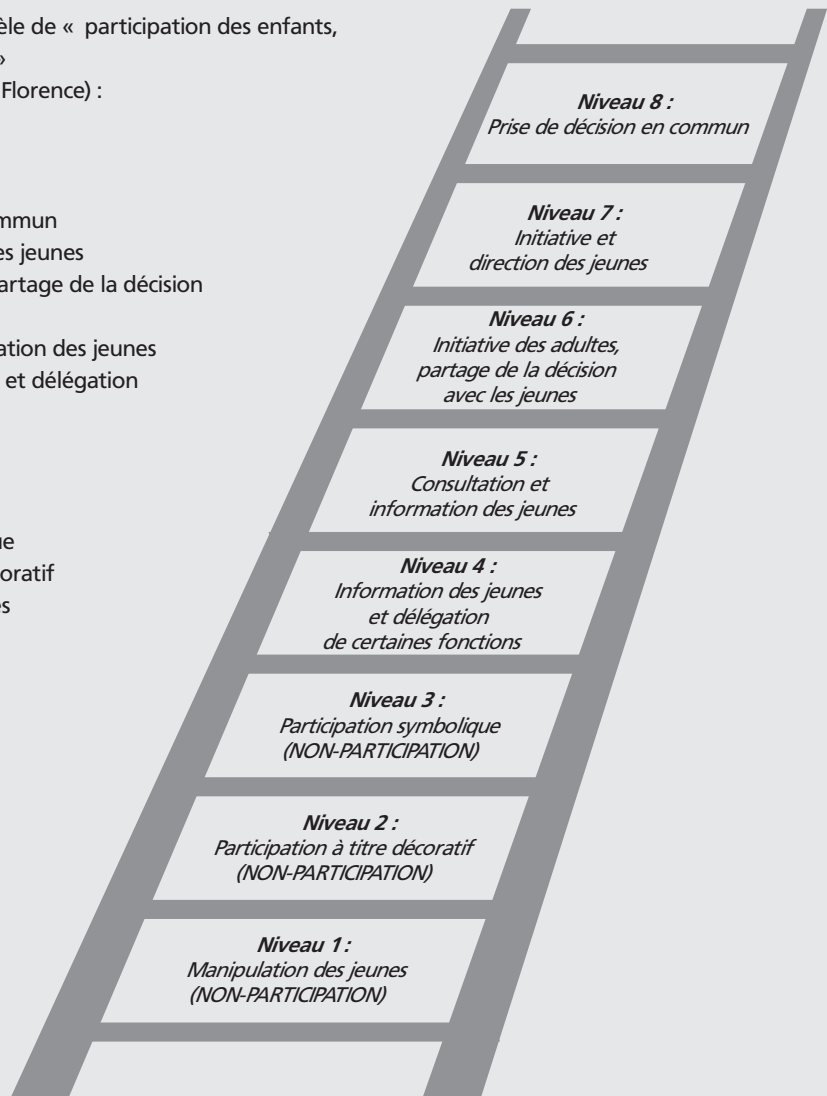 èle de « participation des enfants,
»
Florence) :
mmun
es jeunes
artage de la décision
ation des jeunes
et délégation
ue
oratif
es
Niveau 8 :
Prise de décision en commun
Niveau 7 :
Initiative et
direction des jeunes
Niveau 6 :
Initiative des adultes,
partage de la décision
avec les jeunes
Niveau 5 :
Consultation et
information des jeunes
Niveau 4 :
Information des jeunes
et délégation
de certaines fonctions
Niveau 3 :
Participation symbolique
(NON-PARTICIPATION)
Niveau 2 :
Participation à titre décoratif
(NON-PARTICIPATION)
Niveau 1 :
Manipulation des jeunes
(NON-PARTICIPATION)